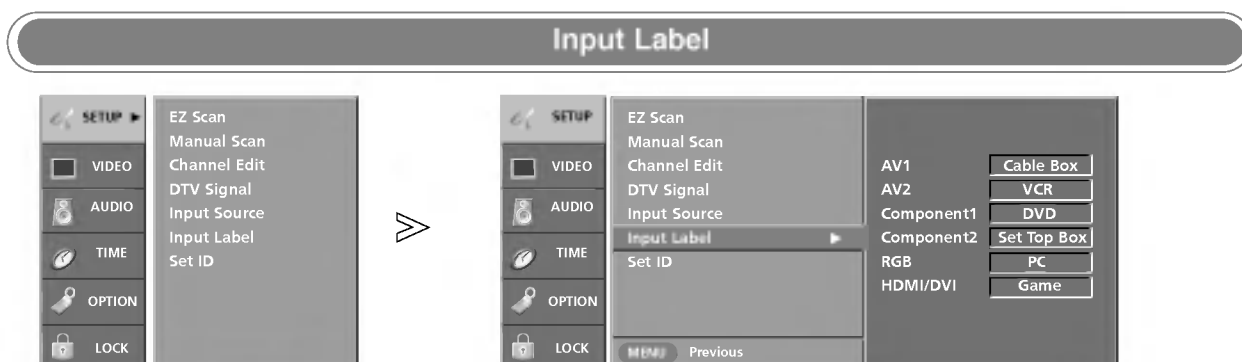 Input Label
SETUP ►
VIDEO
AUDIO
TIME
OPTION
LOCK
EZ Scan
Manual Scan
Channel Edit
DTV Signal
Input Source
Input Label
Set ID
SETUP
VIDEO
AUDIO
TIME
OPTION
LOCK
EZ Scan
Manual Scan
Channel Edit
DTV Signal
Input Source
Input Label ►
Set ID
MENU Previous
AV1 Cable Box
AV2 VCR
Component1 DVD
Component2 Set Top Box
RGB PC
HDMI/DVI Game